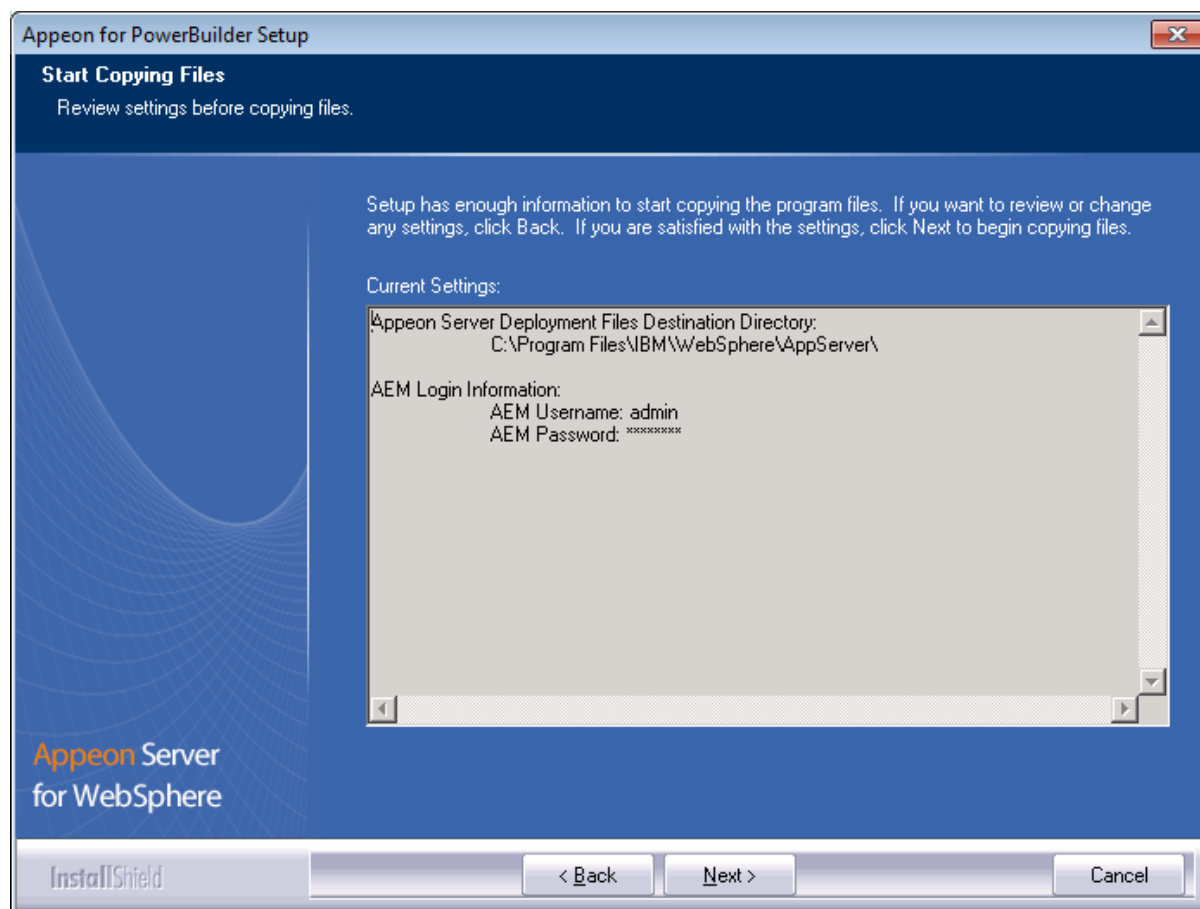 Appeon for PowerBuilder Setup
Start Copying Files
Review settings before copying files.
Setup has enough information to start copying the program files. If you want to review or change
any settings, click Back. If you are satisfied with the settings, click Next to begin copying files.
Current Settings:
Appeon Server Deployment Files Destination Directory:
C:\Program Files\IBM\WebSphere\AppServer\
AEM Login Information:
AEM Username: admin
AEM Password: ********
Appeon Server
for WebSphere
InstallShield
< Back
Next >
Cancel